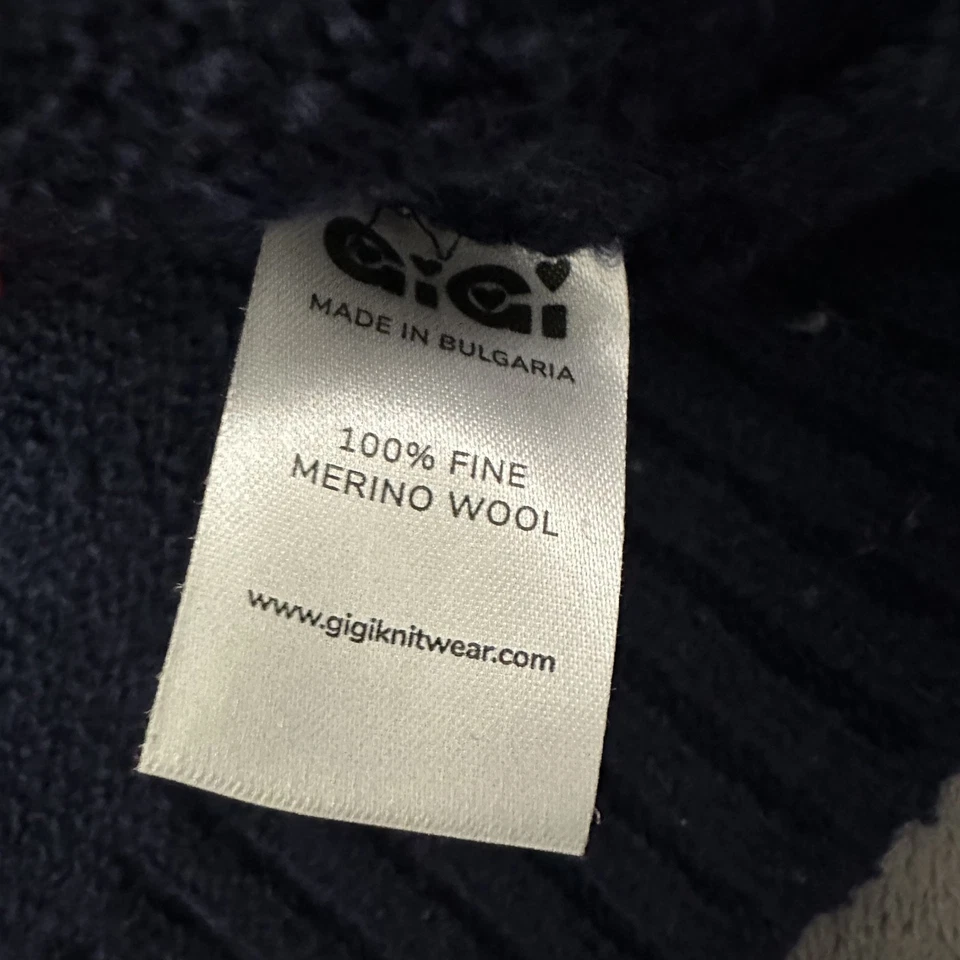 GiGi
MADE IN BULGARIA
100% FINE
MERINO WOOL
www.gigiknitwear.com